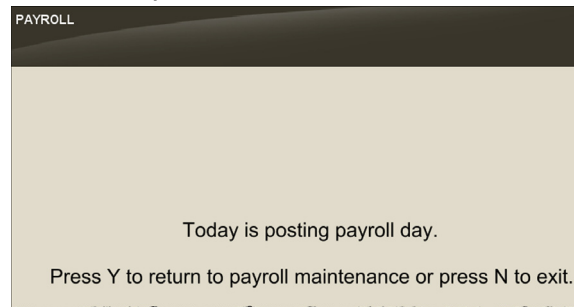 PAYROLL
Today is posting payroll day.
Press Y to return to payroll maintenance or press N to exit.